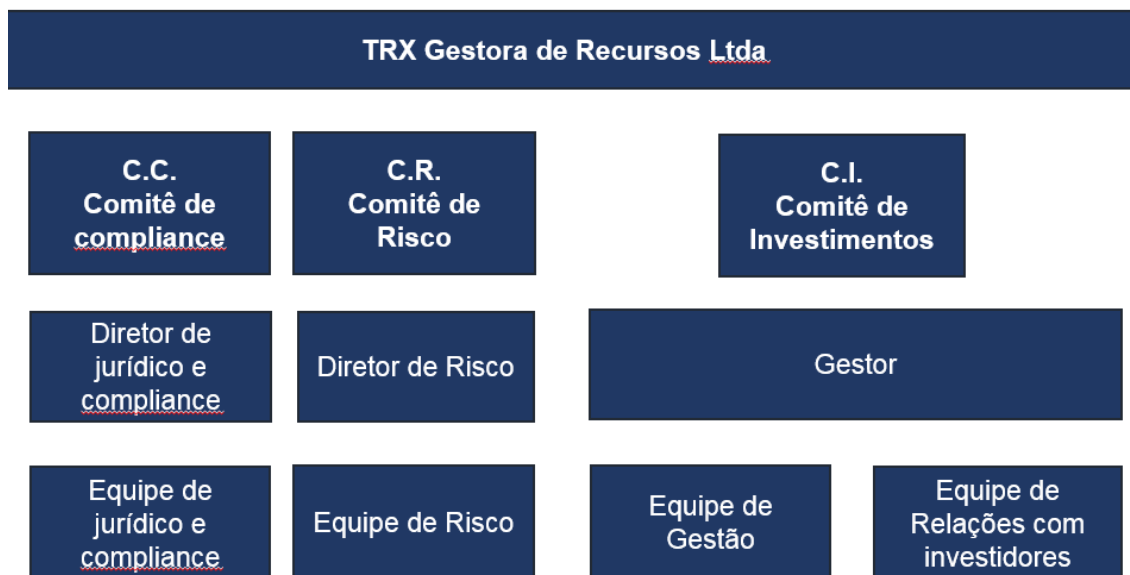 TRX Gestora de Recursos Ltda
C.C.
Comitê de
compliance
C.R.
Comitê de
Risco
C.I.
Comitê de
Investimentos
Diretor de
jurídico e
compliance
Diretor de Risco
Gestor
Equipe de
jurídico e
compliance
Equipe de Risco
Equipe de
Gestão
Equipe de
Relações com
investidores